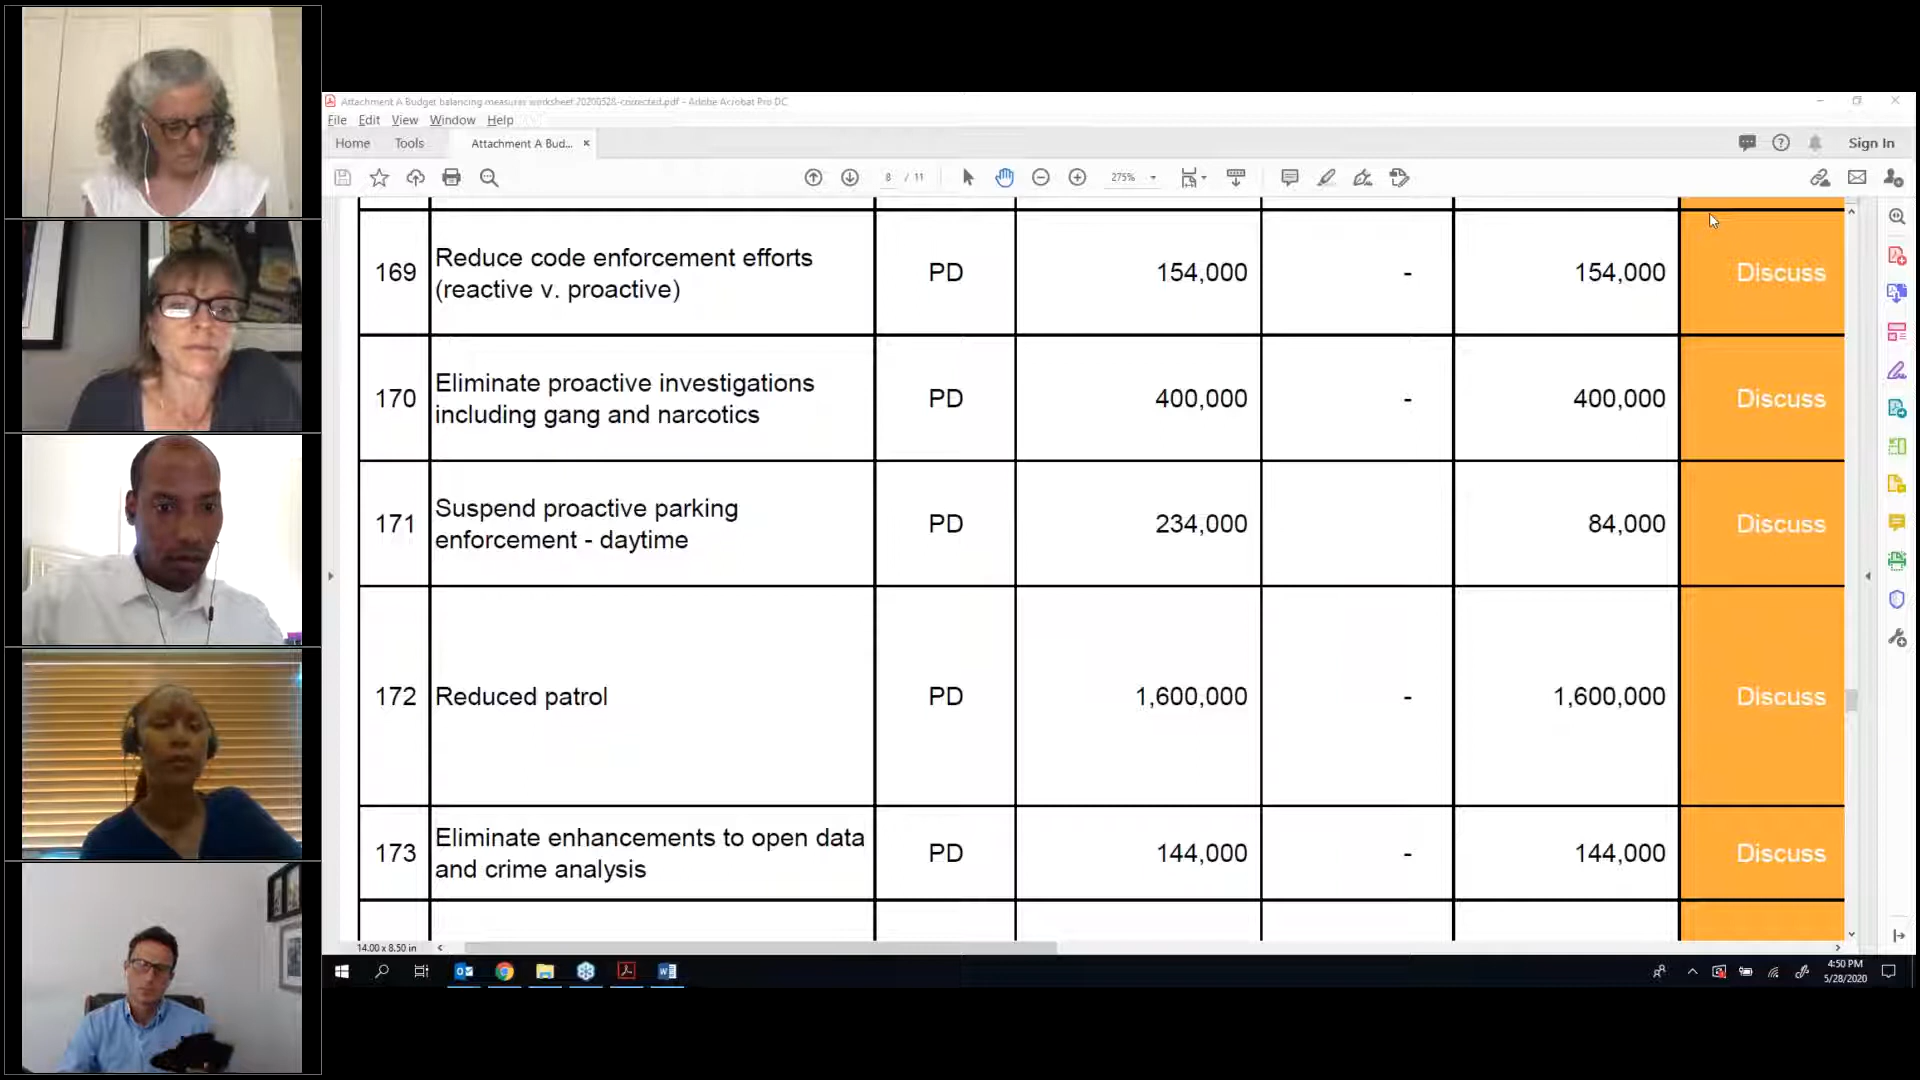 Attachment A Budget balancing measures worksheet 20200528-corrected.pdf - Adobe Acrobat Pro DC
File Edit View Window Help
Home Tools Attachment A Bud... ×
Sign In
8 / 11 275%
169 Reduce code enforcement efforts (reactive v. proactive) PD 154,000 - 154,000 Discuss
170 Eliminate proactive investigations including gang and narcotics PD 400,000 - 400,000 Discuss
171 Suspend proactive parking enforcement - daytime PD 234,000 84,000 Discuss
172 Reduced patrol PD 1,600,000 - 1,600,000 Discuss
173 Eliminate enhancements to open data and crime analysis PD 144,000 - 144,000 Discuss
14.00 x 8.50 in
4:50 PM
5/28/2020